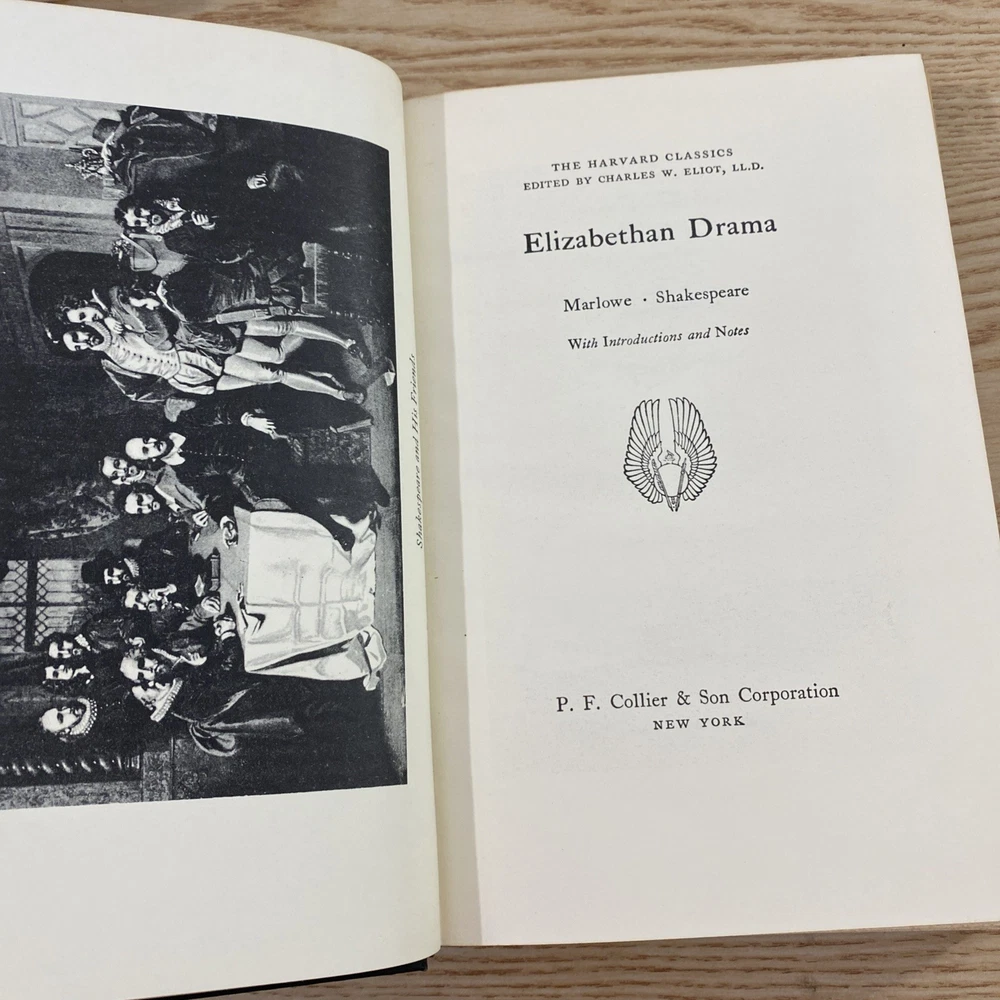 Shakespeare and His Friends
THE HARVARD CLASSICS
EDITED BY CHARLES W. ELIOT, LL.D.
Elizabethan Drama
Marlowe · Shakespeare
With Introductions and Notes
P. F. Collier & Son Corporation
NEW YORK